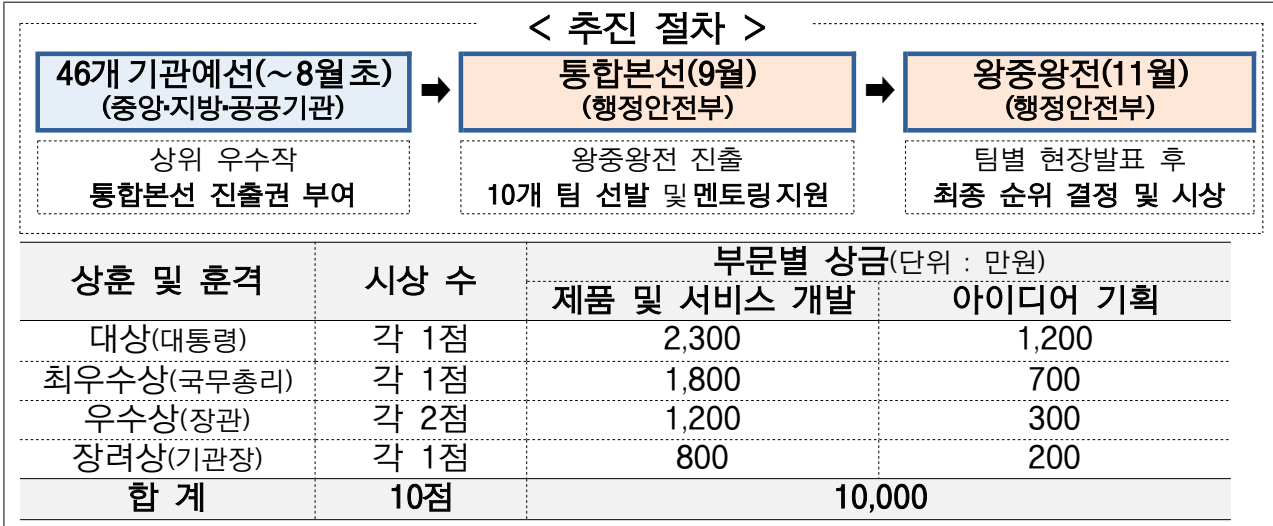 < 추진 절차 >
46개 기관예선(~8월 초) ➡ 통합본선(9월) ➡ 왕중왕전(11월)
(중앙·지방·공공기관) (행정안전부) (행정안전부)
상위 우수작 왕중왕전 진출 팀별 현장발표 후
통합본선 진출권 부여 10개 팀 선발 및 멘토링 지원 최종 순위 결정 및 시상
상훈 및 훈격 시상 수 부문별 상금(단위 : 만원)
제품 및 서비스 개발 아이디어 기획
대상(대통령) 각 1점 2,300 1,200
최우수상(국무총리) 각 1점 1,800 700
우수상(장관) 각 2점 1,200 300
장려상(기관장) 각 1점 800 200
합 계 10점 10,000